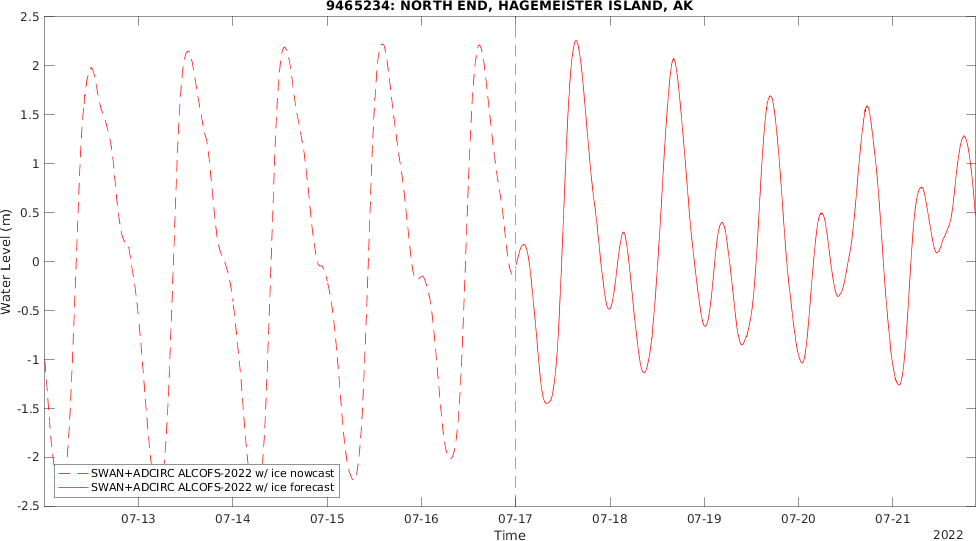 9465234: NORTH END, HAGEMEISTER ISLAND, AK
2.5
2
1.5
1
0.5
0
-0.5
-1
-1.5
-2
-2.5
Water Level (m)
SWAN+ADCIRC ALCOFS-2022 w/ ice nowcast
SWAN+ADCIRC ALCOFS-2022 w/ ice forecast
07-13 07-14 07-15 07-16 07-17 07-18 07-19 07-20 07-21
Time
2022